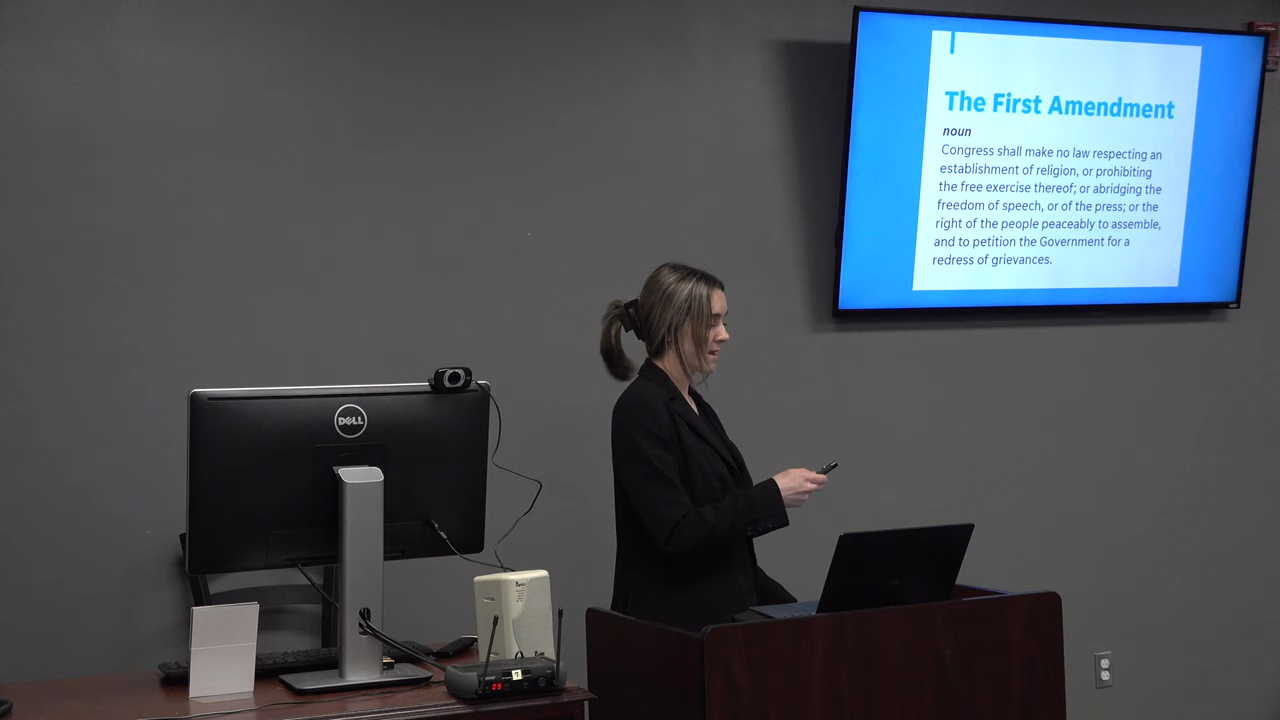 The First Amendment
noun
Congress shall make no law respecting an
establishment of religion, or prohibiting
the free exercise thereof; or abridging the
freedom of speech, or of the press; or the
right of the people peaceably to assemble,
and to petition the Government for a
redress of grievances.
DELL